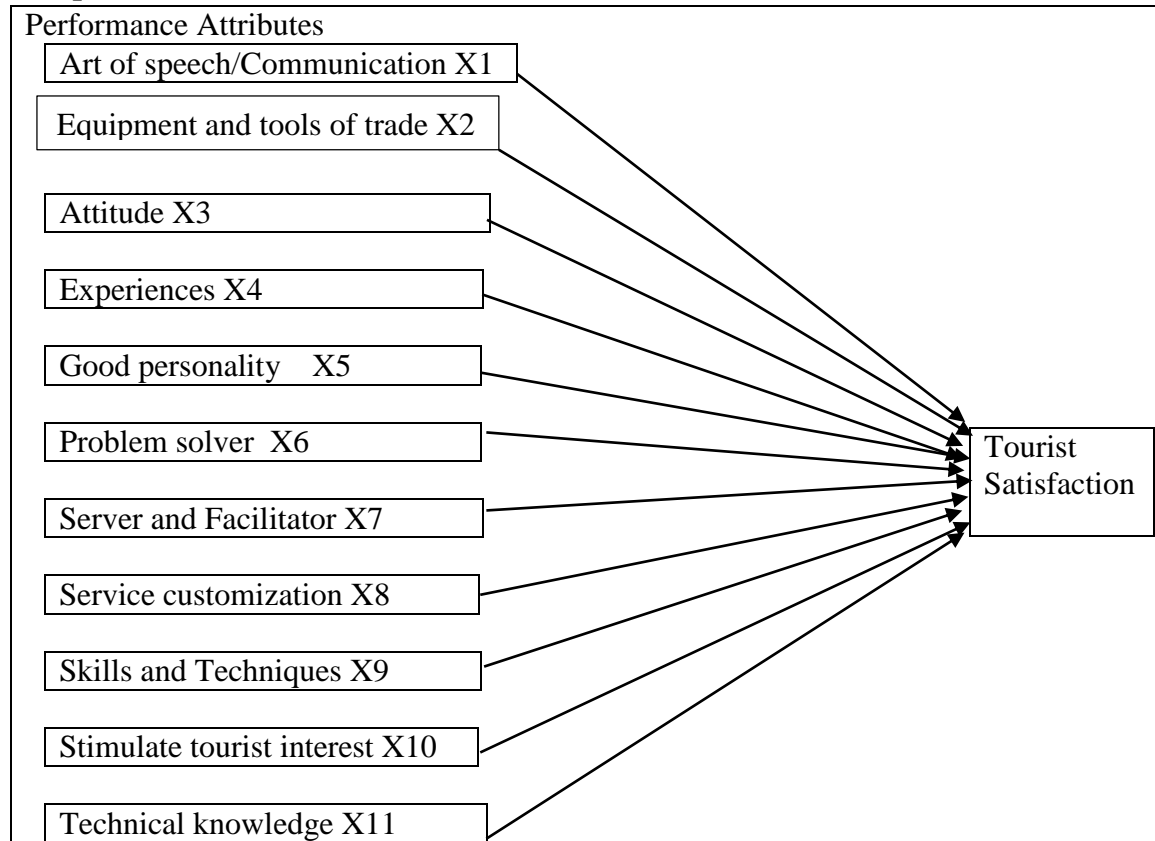 Performance Attributes
Art of speech/Communication X1
Equipment and tools of trade X2
Attitude X3
Experiences X4
Good personality X5
Problem solver X6
Server and Facilitator X7
Service customization X8
Skills and Techniques X9
Stimulate tourist interest X10
Technical knowledge X11
Tourist
Satisfaction